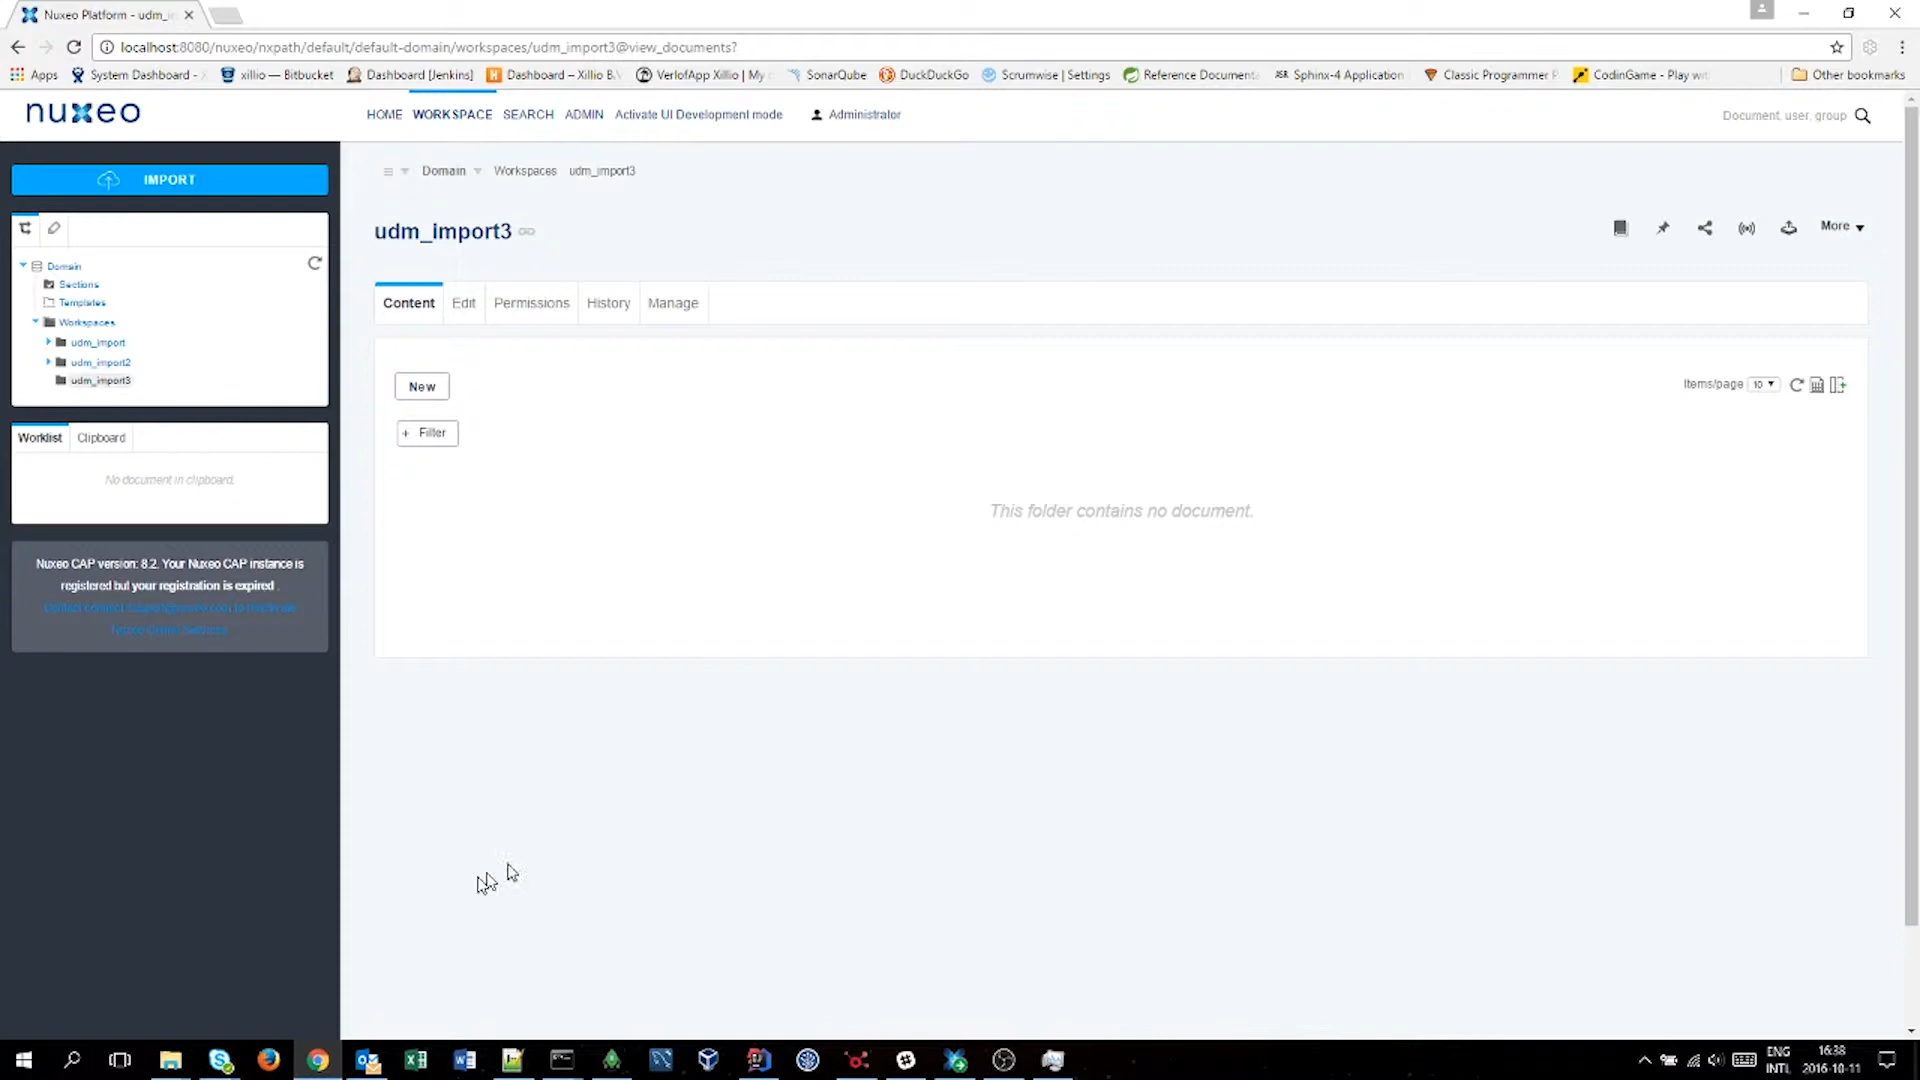 Nuxeo Platform - udm_i
localhost:8080/nuxeo/nxpath/default/default-domain/workspaces/udm_import3@view_documents?
Apps System Dashboard - xillio — Bitbucket Dashboard [Jenkins] Dashboard – Xillio B.V VerlofApp Xillio | My SonarQube DuckDuckGo Scrumwise | Settings Reference Document Sphinx-4 Application Classic Programmer P CodinGame - Play wit Other bookmarks
nuxeo
HOME WORKSPACE SEARCH ADMIN Activate UI Development mode Administrator
Document, user, group
IMPORT
Domain Workspaces udm_import3
udm_import3
More
Domain
Sections
Templates
Workspaces
udm_import
udm_import2
udm_import3
Content Edit Permissions History Manage
New
Items/page 10
+ Filter
This folder contains no document.
Worklist Clipboard
No document in clipboard.
Nuxeo CAP version: 8.2. Your Nuxeo CAP instance is
registered but your registration is expired
ENG
INTL
16:38
2016-10-11